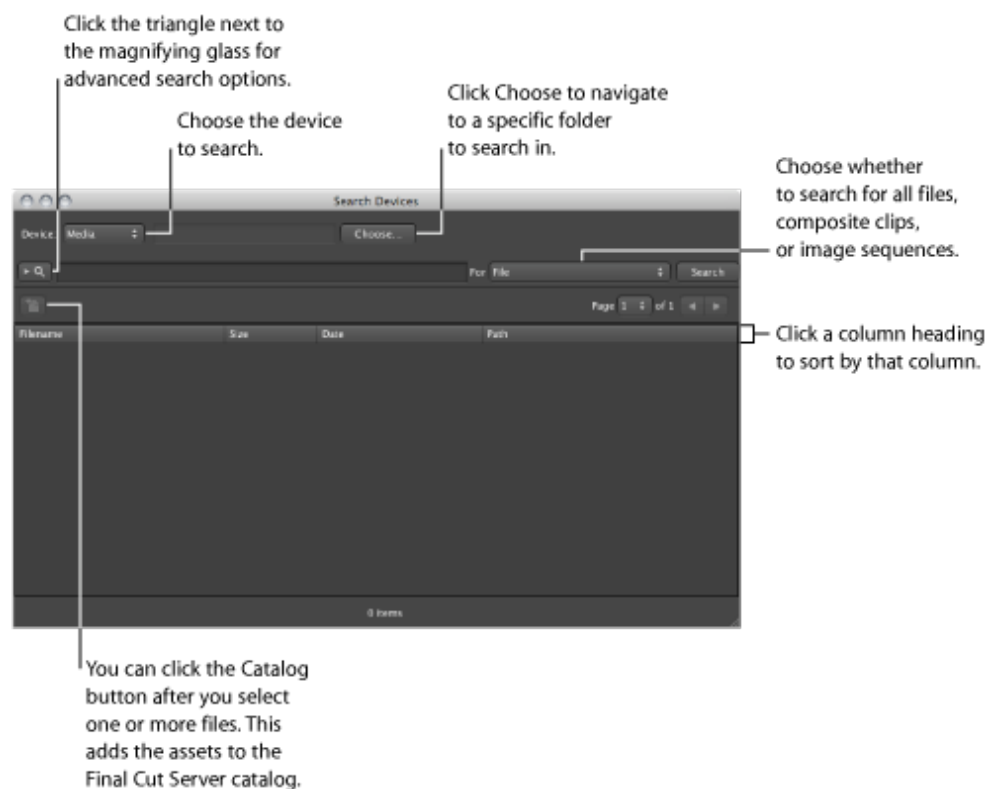 Click the triangle next to
the magnifying glass for
advanced search options.
Choose the device
to search.
Click Choose to navigate
to a specific folder
to search in.
Choose whether
to search for all files,
composite clips,
or image sequences.
Search Devices
Device: Media Choose...
For File Search
Page 1 of 1
Filename Size Date Path
Click a column heading
to sort by that column.
0 items
You can click the Catalog
button after you select
one or more files. This
adds the assets to the
Final Cut Server catalog.